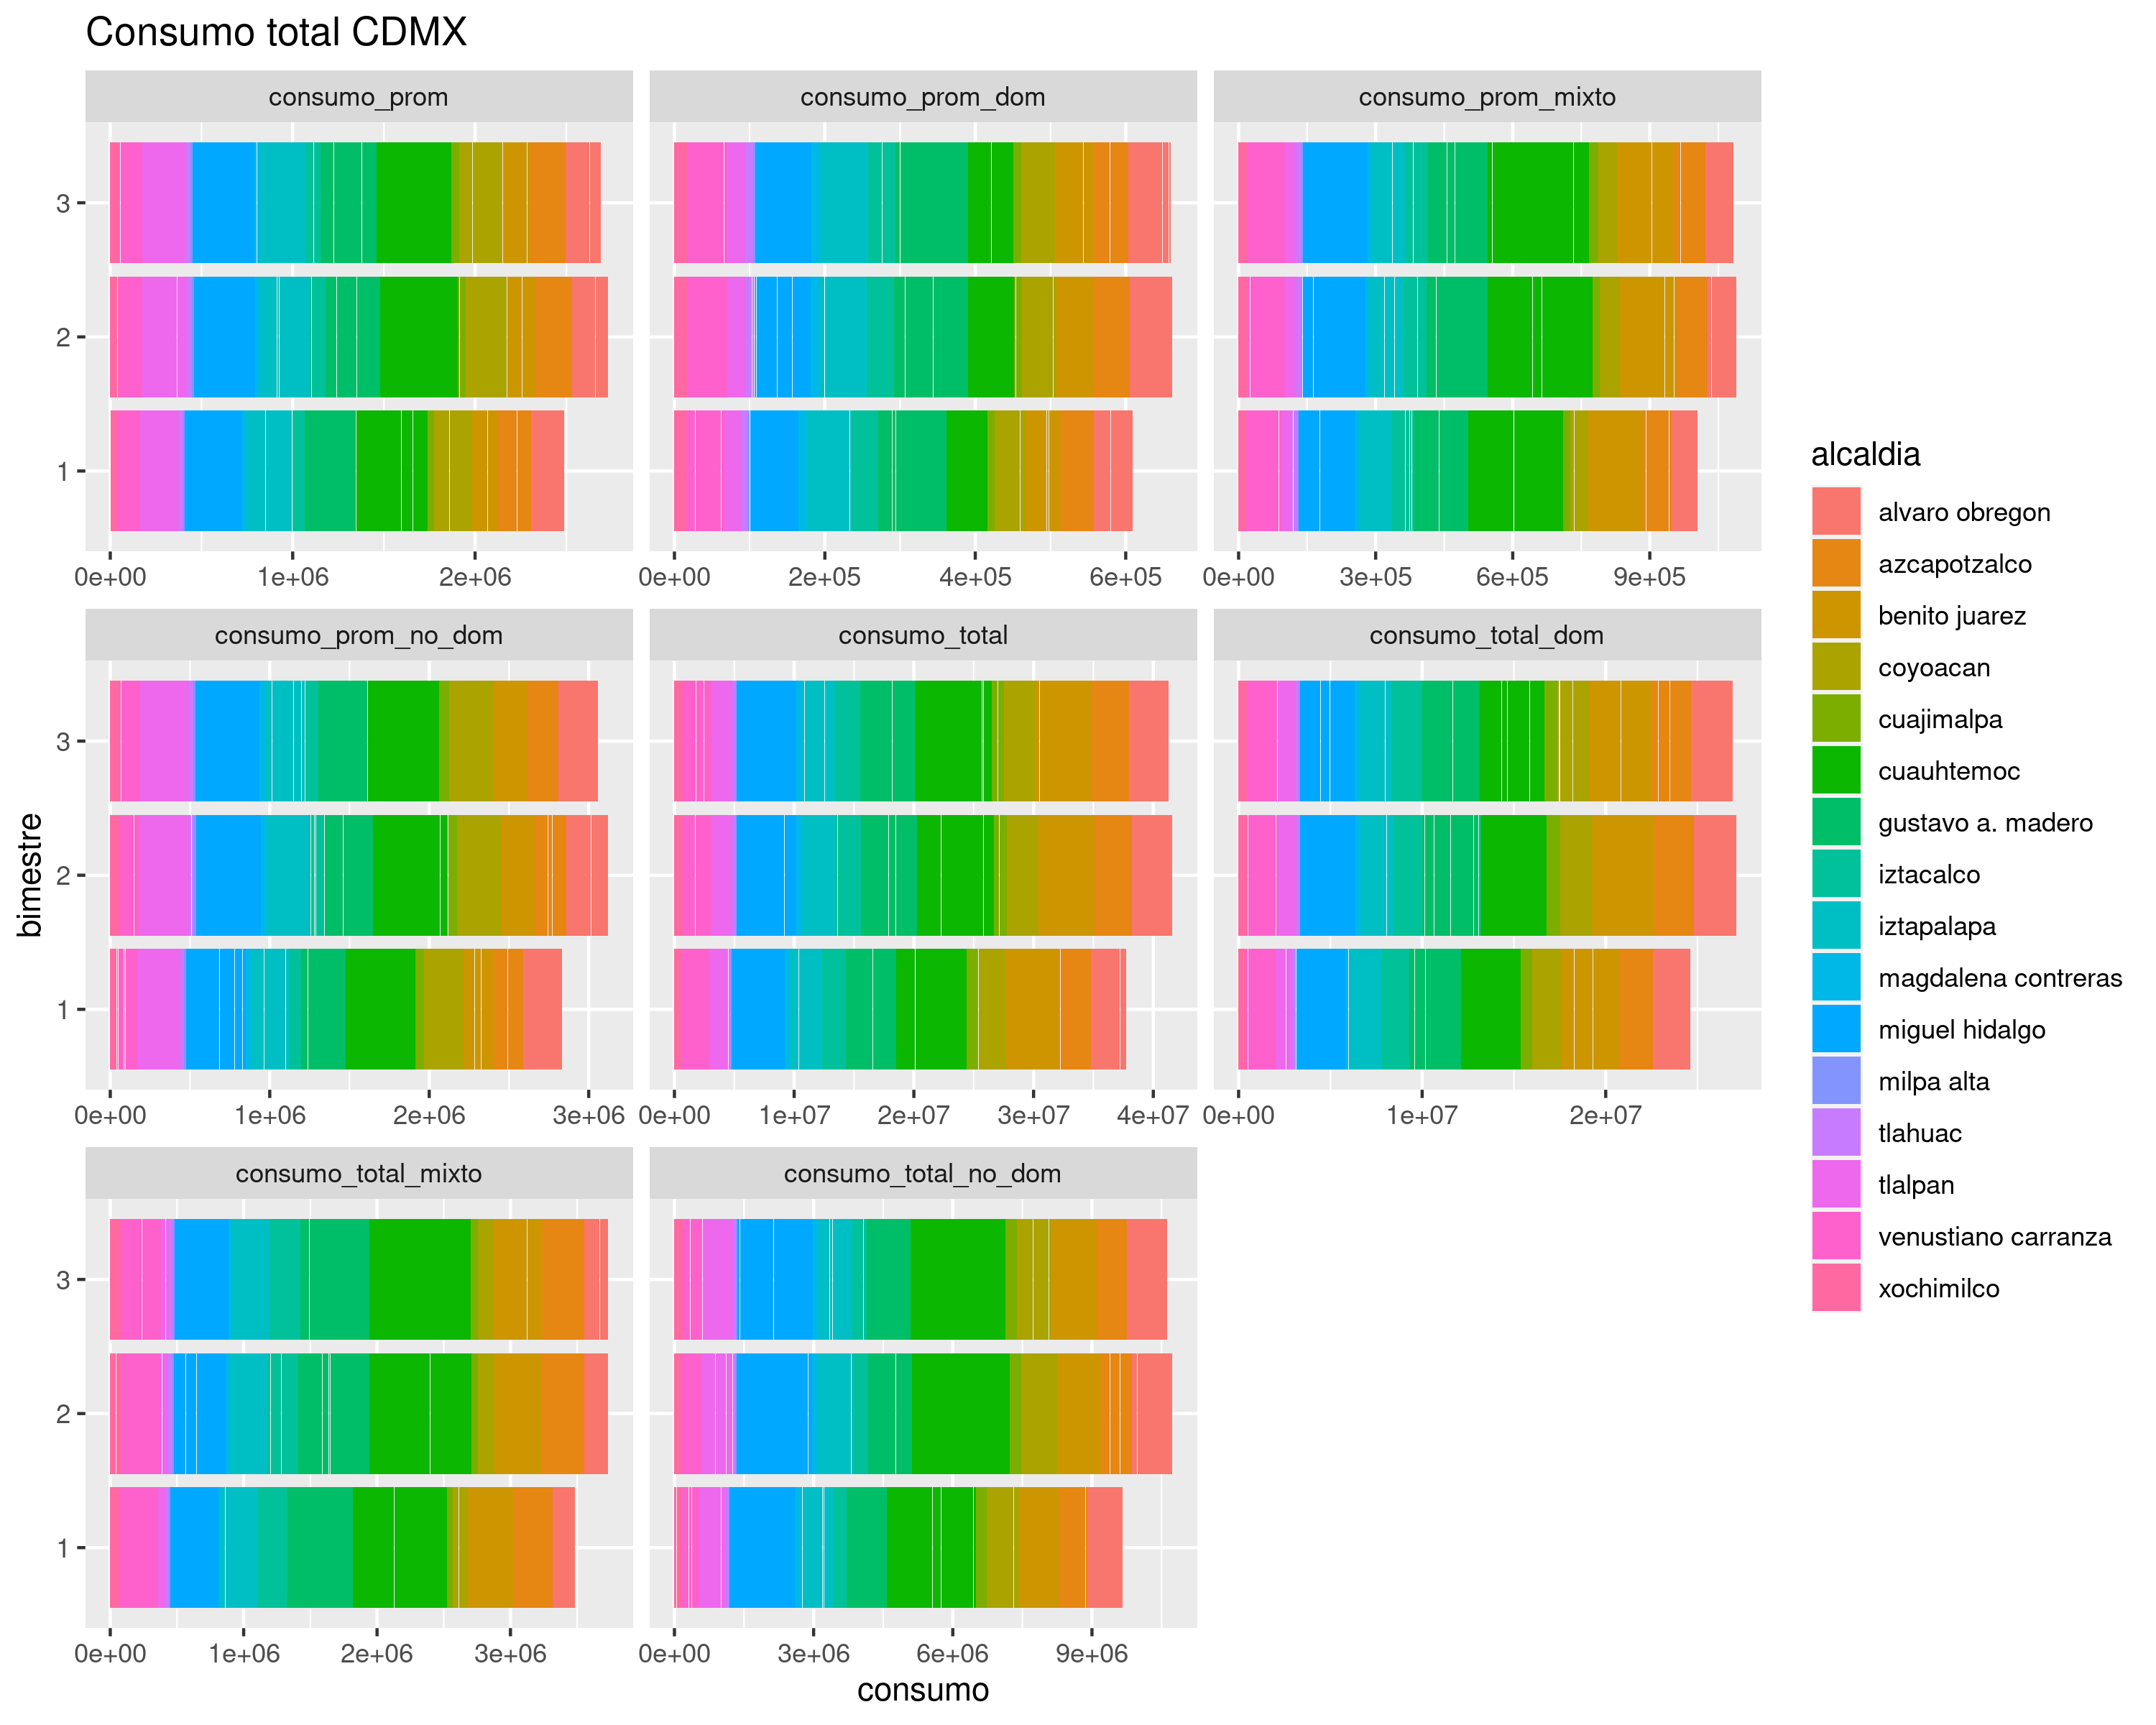 Consumo total CDMX
consumo_prom
consumo_prom_dom
consumo_prom_mixto
3
2
1
0e+00 1e+06 2e+06
0e+00 2e+05 4e+05 6e+05
0e+00 3e+05 6e+05 9e+05
consumo_prom_no_dom
consumo_total
consumo_total_dom
3
2
1
0e+00 1e+06 2e+06 3e+06
0e+00 1e+07 2e+07 3e+07 4e+07
0e+00 1e+07 2e+07
consumo_total_mixto
consumo_total_no_dom
3
2
1
0e+00 1e+06 2e+06 3e+06
0e+00 3e+06 6e+06 9e+06
consumo
bimestre
alcaldia
alvaro obregon
azcapotzalco
benito juarez
coyoacan
cuajimalpa
cuauhtemoc
gustavo a. madero
iztacalco
iztapalapa
magdalena contreras
miguel hidalgo
milpa alta
tlahuac
tlalpan
venustiano carranza
xochimilco